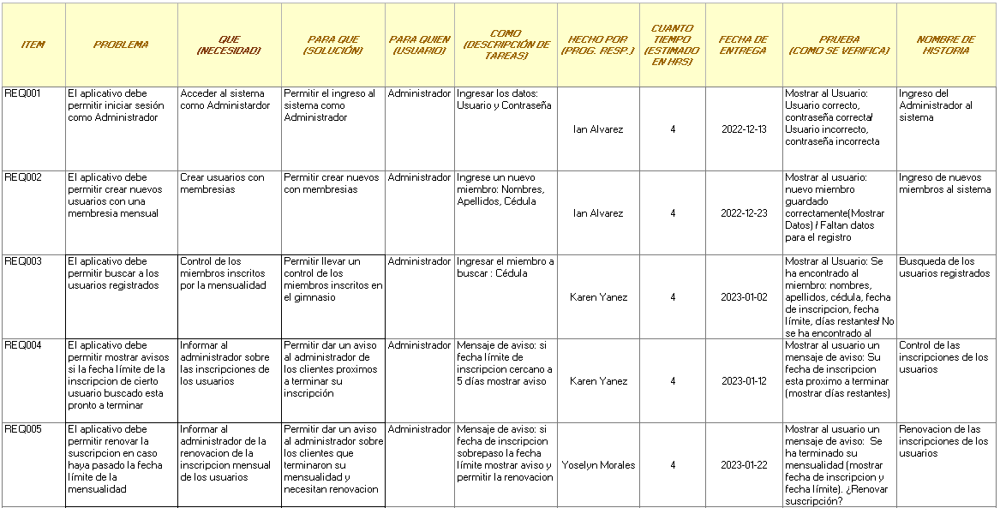 ITEM
PROBLEMA
QUE
(NECESIDAD)
PARA QUE
(SOLUCIÓN)
PARA QUIEN
(USUARIO)
COMO
(DESCRIPCIÓN DE
TAREAS)
HECHO POR
(PROG. RESP.)
CUANTO
TIEMPO
(ESTIMADO
EN HRS)
FECHA DE
ENTREGA
PRUEBA
(COMO SE VERIFICA)
NOMBRE DE
HISTORIA
REQ001
El aplicativo debe
permitir iniciar sesión
como Administrador
Acceder al sistema
como Administardor
Permitir el ingreso al
sistema como
Administrador
Administrador
Ingresar los datos:
Usuario y Contraseña
Ian Alvarez
4
2022-12-13
Mostrar al Usuario:
Usuario correcto,
contraseña correcta/
Usuario incorrecto,
contraseña incorrecta
Ingreso del
Administrador al
sistema
REQ002
El aplicativo debe
permitir crear nuevos
usuarios con una
membresia mensual
Crear usuarios con
membresias
Permitir crear nuevos
con membresias
Administrador
Ingrese un nuevo
miembro: Nombres,
Apellidos, Cédula
Ian Alvarez
4
2022-12-23
Mostrar al usuario:
nuevo miembro
guardado
correctamente(Mostrar
Datos) / Faltan datos
para el registro
Ingreso de nuevos
miembros al sistema
REQ003
El aplicativo debe
permitir buscar a los
usuarios registrados
Control de los
miembros inscritos
por la mensualidad
Permitir llevar un
control de los
miembros inscritos en
el gimnasio
Administrador
Ingresar el miembro a
buscar : Cédula
Karen Yanez
4
2023-01-02
Mostrar al Usuario: Se
ha encontrado al
miembro: nombres,
apellidos, cédula, fecha
de inscripcion, fecha
límite, días restantes/ No
se ha encontrado al
Busqueda de los
usuarios registrados
REQ004
El aplicativo debe
permitir mostrar avisos
si la fecha límite de la
inscripcion de cierto
usuario buscado esta
pronto a terminar
Informar al
administrador sobre
las inscripciones de
los usuarios
Permitir dar un aviso
al administrador de
los clientes proximos
a terminar su
inscripción
Administrador
Mensaje de aviso: si
fecha límite de
inscripcion cercano a
5 días mostrar aviso
Karen Yanez
4
2023-01-12
Mostrar al usuario un
mensaje de aviso: Su
fecha de inscripcion
esta proximo a terminar
(mostrar días restantes)
Control de las
inscripciones de los
usuarios
REQ005
El aplicativo debe
permitir renovar la
suscripcion en caso
haya pasado la fecha
límite de la
mensualidad
Informar al
administrador de la
renovacion de la
inscripcion mensual
de los usuarios
Permitir dar un aviso
al administrador sobre
los clientes que
terminaron su
mensualidad y
necesitan renovacion
Administrador
Mensaje de aviso: si
fecha de inscripcion
sobrepaso la fecha
límite mostrar aviso y
permitir la renovacion
Yoselyn Morales
4
2023-01-22
Mostrar al usuario un
mensaje de aviso:  Se
ha terminado su
mensualidad (mostrar
fecha de inscripcion y
fecha límite). ¿Renovar
suscripción?
Renovacion de las
inscripciones de los
usuarios